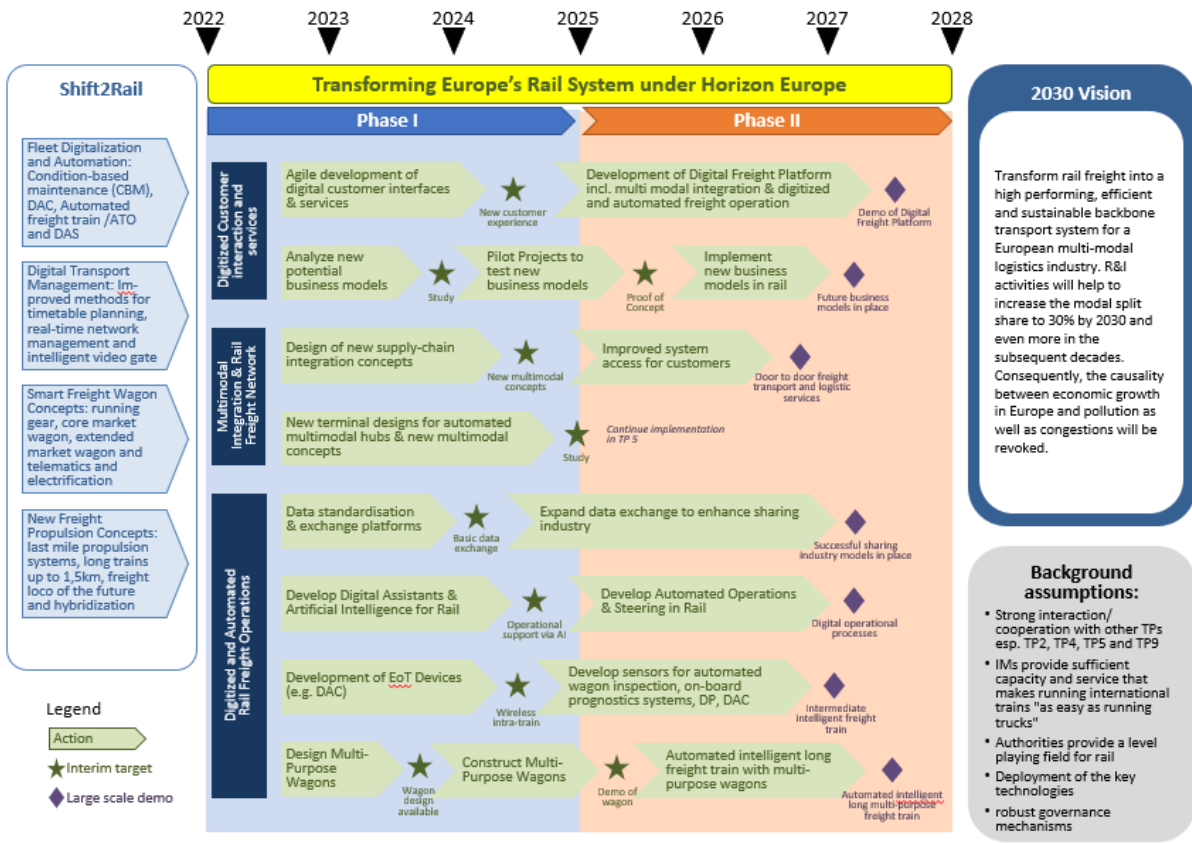 2022
2023
2024
2025
2026
2027
2028
Shift2Rail
Fleet Digitalization
and Automation:
Condition-based
maintenance (CBM),
DAC, Automated
freight train /ATO
and DAS
Digital Transport
Management: Im-
proved methods for
timetable planning,
real-time network
management and
intelligent video gate
Smart Freight Wagon
Concepts: running
gear, core market
wagon, extended
market wagon and
telematics and
electrification
New Freight
Propulsion Concepts:
last mile propulsion
systems, long trains
up to 1,5km, freight
loco of the future
and hybridization
Legend
Action
Interim target
Large scale demo
Transforming Europe's Rail System under Horizon Europe
Phase I
Phase II
Digitized Customer
interaction and
services
Agile development of
digital customer interfaces
& services
New customer
experience
Development of Digital Freight Platform
incl. multi modal integration & digitized
and automated freight operation
Demo of Digital
Freight Platform
Analyze new
potential
business models
Study
Pilot Projects to
test new
business models
Proof of
Concept
Implement
new business
models in rail
Future business
models in place
Multimodal
Integration & Rail
Freight Network
Design of new supply-chain
integration concepts
New multimodal
concepts
Improved system
access for customers
Door to door freight
transport and logistic
services
New terminal designs for automated
multimodal hubs & new multimodal
concepts
Study
Continue implementation
in TP 5
Digitized and Automated
Rail Freight Operations
Data standardisation
& exchange platforms
Basic data
exchange
Expand data exchange to enhance sharing
industry
Successful sharing
industry models in place
Develop Digital Assistants &
Artificial Intelligence for Rail
Operational
support via AI
Develop Automated Operations
& Steering in Rail
Digital operational
processes
Development of EoT Devices
(e.g. DAC)
Wireless
intra-train
Develop sensors for automated
wagon inspection, on-board
prognostics systems, DP, DAC
Intermediate
intelligent freight
train
Design Multi-
Purpose
Wagons
Wagon
design
available
Construct Multi-
Purpose Wagons
Demo of
wagon
Automated intelligent long
freight train with multi-
purpose wagons
Automated intelligent
long multi-purpose
freight train
2030 Vision
Transform rail freight into a
high performing, efficient
and sustainable backbone
transport system for a
European multi-modal
logistics industry. R&I
activities will help to
increase the modal split
share to 30% by 2030 and
even more in the
subsequent decades.
Consequently, the causality
between economic growth
in Europe and pollution as
well as congestions will be
revoked.
Background
assumptions:
• Strong interaction/
cooperation with other TPs
esp. TP2, TP4, TP5 and TP9
• IMs provide sufficient
capacity and service that
makes running international
trains "as easy as running
trucks"
• Authorities provide a level
playing field for rail
• Deployment of the key
technologies
• robust governance
mechanisms